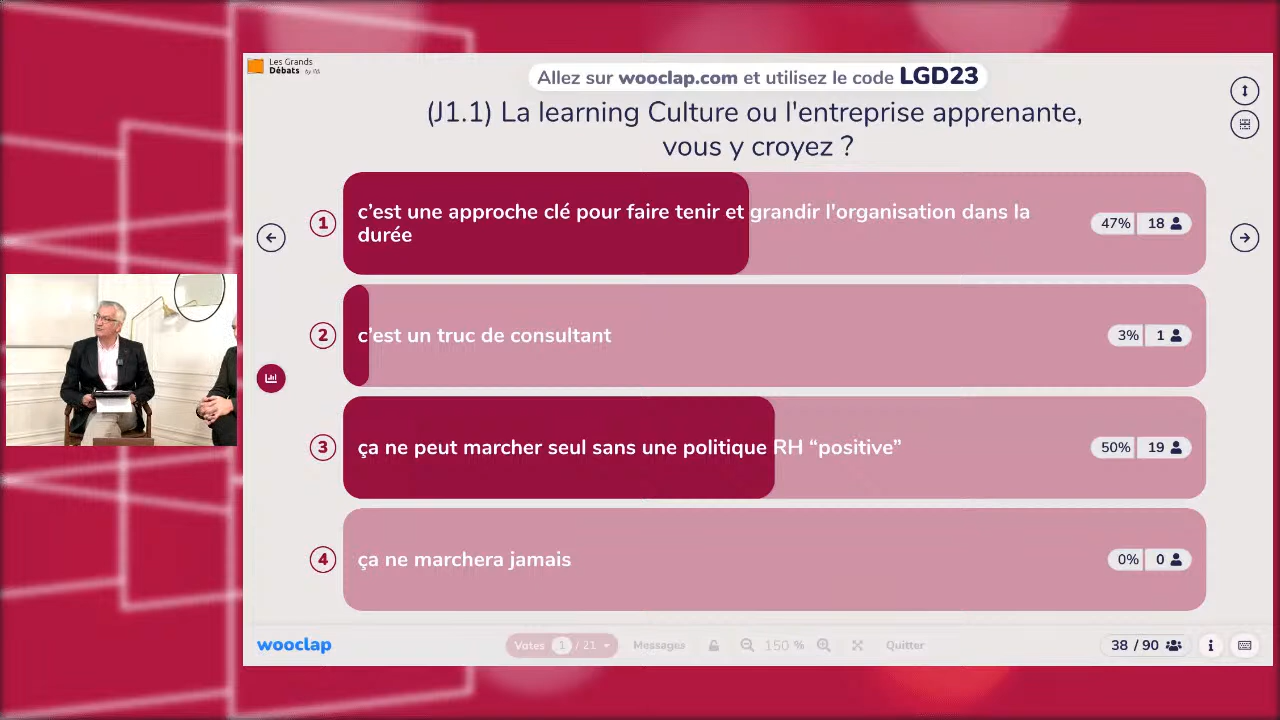 Les Grands
Débats by IIS
Allez sur wooclap.com et utilisez le code LGD23
(J1.1) La learning Culture ou l'entreprise apprenante,
vous y croyez ?
1
c'est une approche clé pour faire tenir et grandir l'organisation dans la
durée
47% 18
2
c'est un truc de consultant
3% 1
3
ça ne peut marcher seul sans une politique RH “positive”
50% 19
4
ça ne marchera jamais
0% 0
wooclap
Votes 1 / 21
Messages
150 %
Quitter
38 / 90